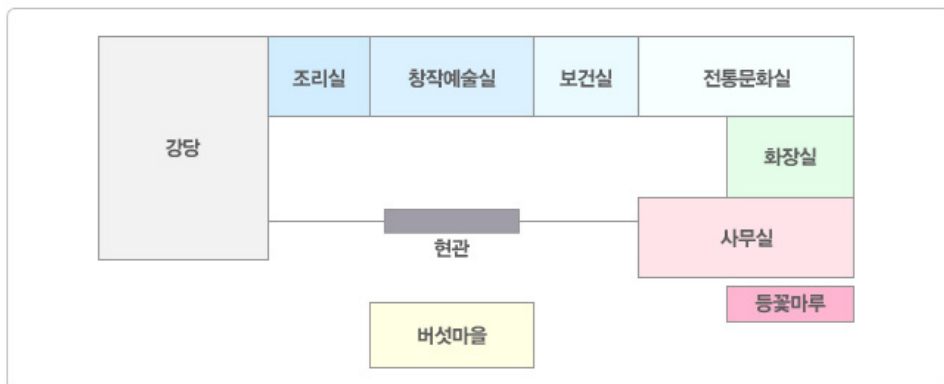 강당
조리실
창작예술실
보건실
전통문화실
화장실
사무실
현관
등꽃마루
버섯마을